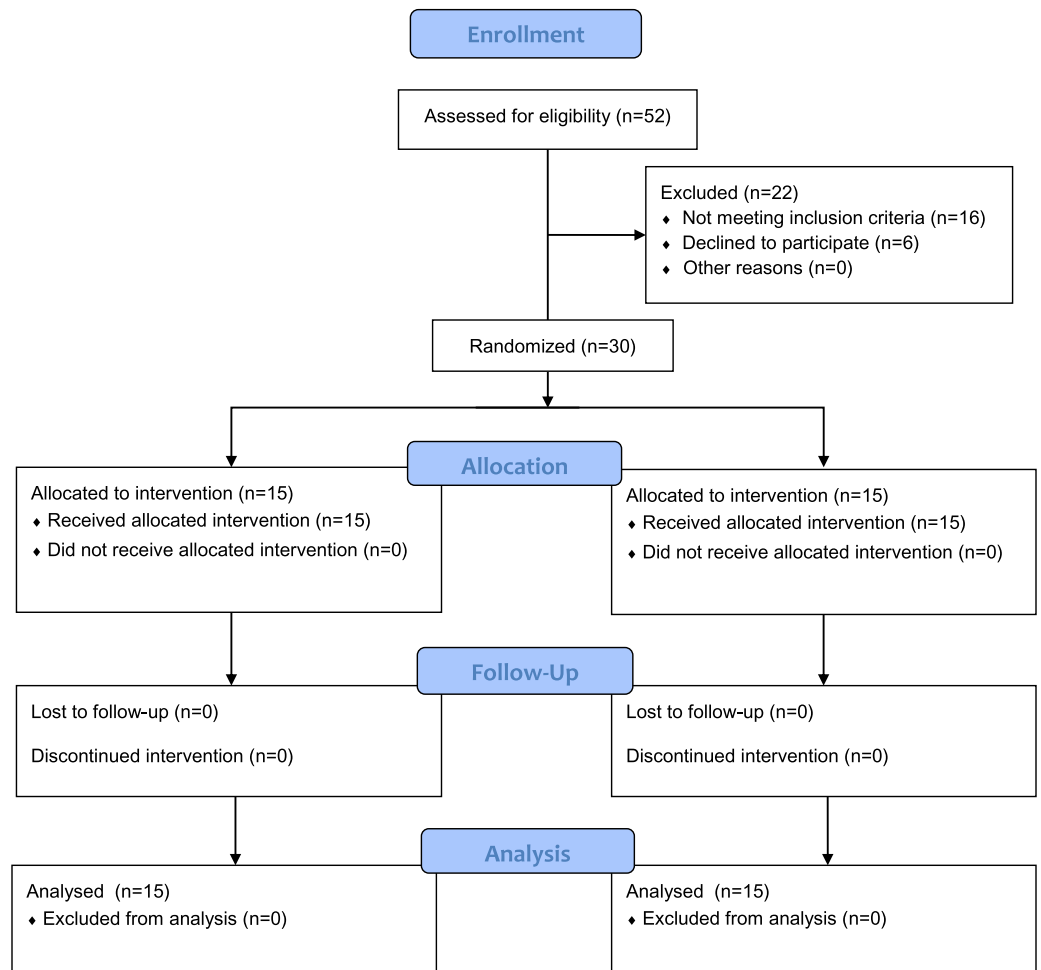 Enrollment
Assessed for eligibility (n=52)
Excluded (n=22)
♦ Not meeting inclusion criteria (n=16)
♦ Declined to participate (n=6)
♦ Other reasons (n=0)
Randomized (n=30)
Allocation
Allocated to intervention (n=15)
♦ Received allocated intervention (n=15)
♦ Did not receive allocated intervention (n=0)
Allocated to intervention (n=15)
♦ Received allocated intervention (n=15)
♦ Did not receive allocated intervention (n=0)
Follow-Up
Lost to follow-up (n=0)
Discontinued intervention (n=0)
Lost to follow-up (n=0)
Discontinued intervention (n=0)
Analysis
Analysed (n=15)
♦ Excluded from analysis (n=0)
Analysed (n=15)
♦ Excluded from analysis (n=0)